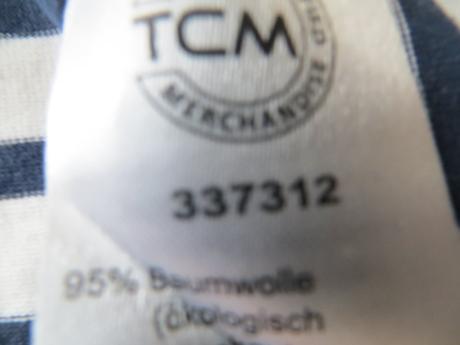 TCM
MERCHANDISE
337312
95% Baumwolle
(ökologisch